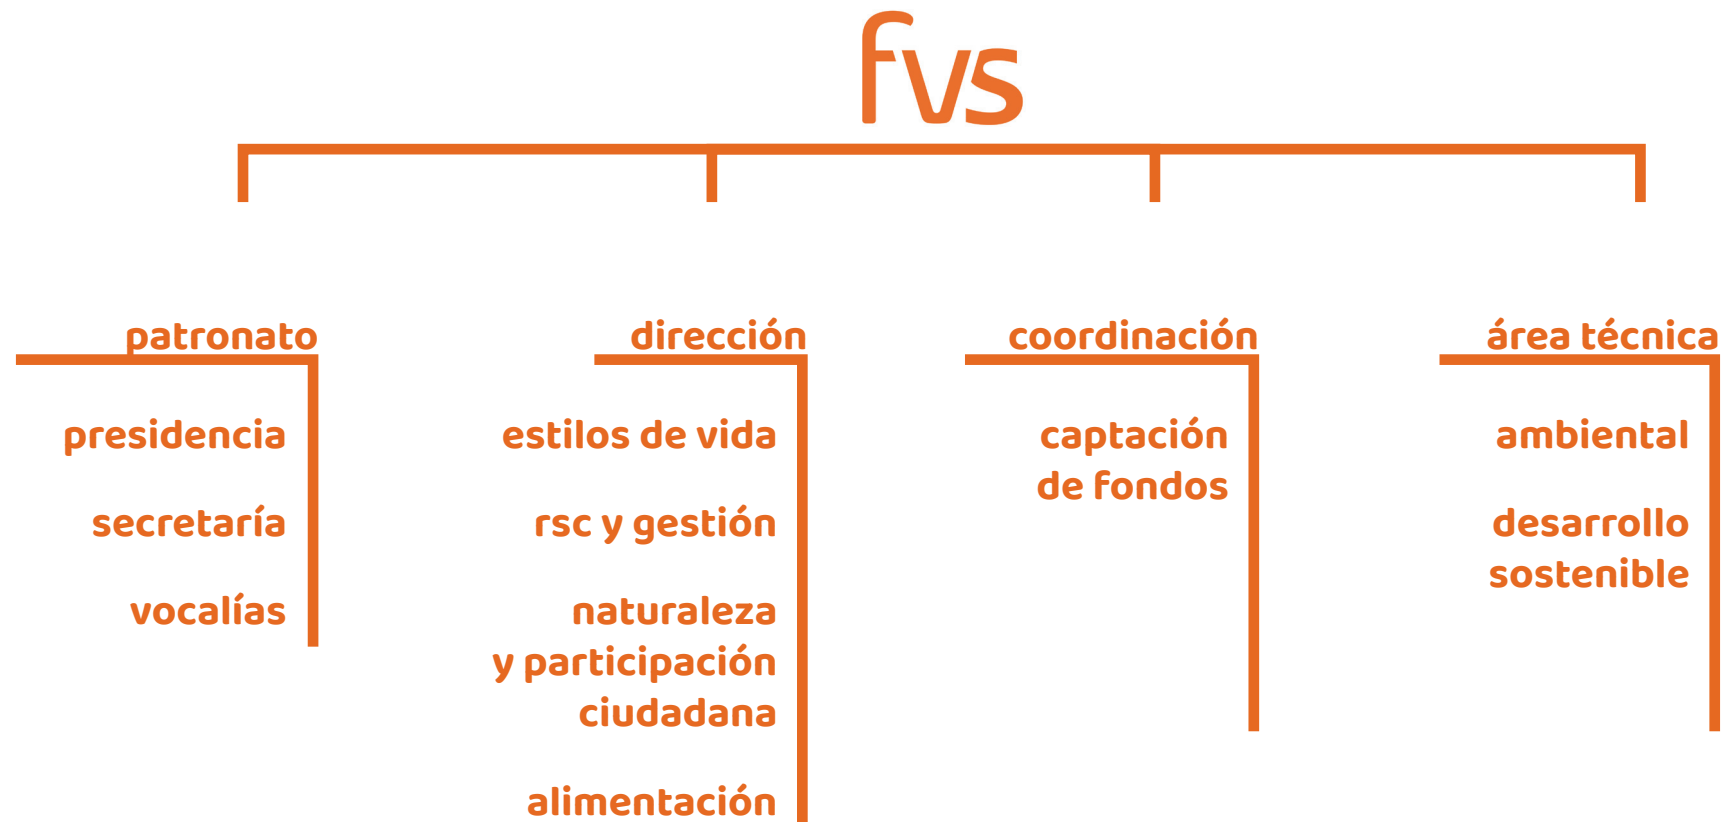 fvs
patronato
presidencia
secretaría
vocalías
dirección
estilos de vida
rsc y gestión
naturaleza
y participación
ciudadana
alimentación
coordinación
captación
de fondos
área técnica
ambiental
desarrollo
sostenible